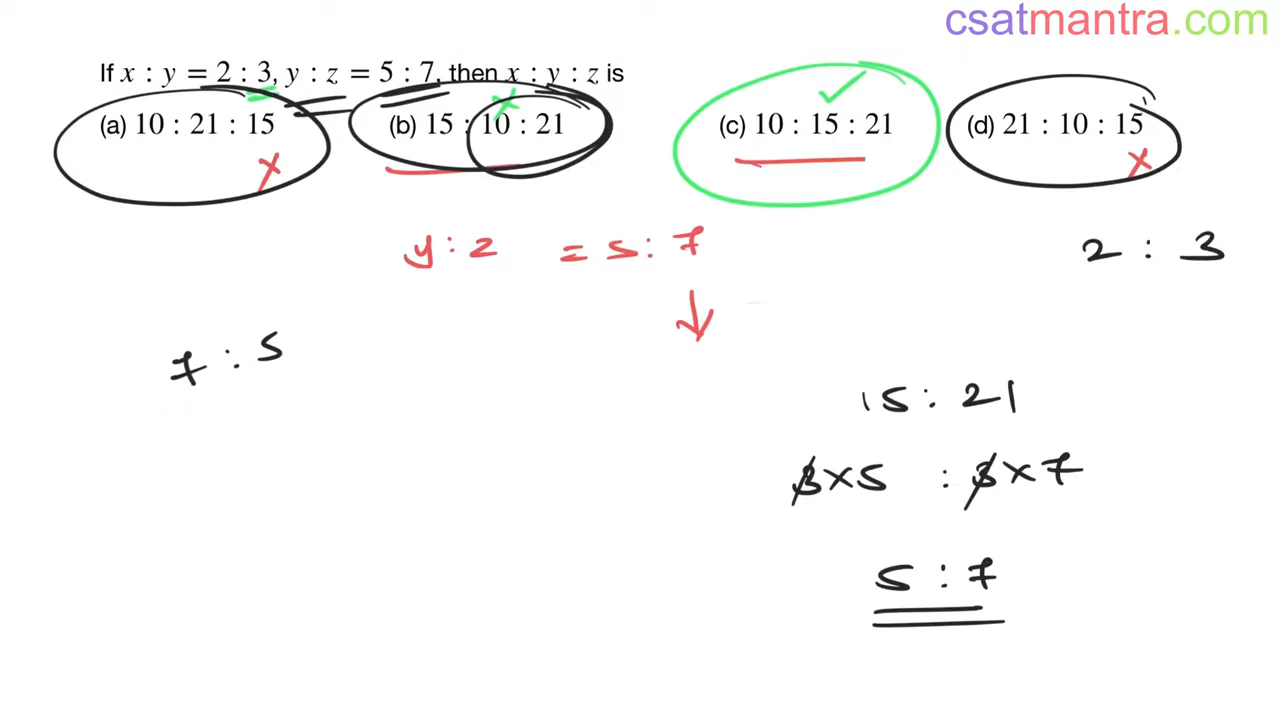 csatmantra.com
If x : y = 2 : 3, y : z = 5 : 7, then x : y : z is
(a) 10 : 21 : 15 (b) 15 : 10 : 21 (c) 10 : 15 : 21 (d) 21 : 10 : 15
y : z = 5 : 7 2 : 3
7 : 5
15 : 21
3 × 5 : 3 × 7
5 : 7